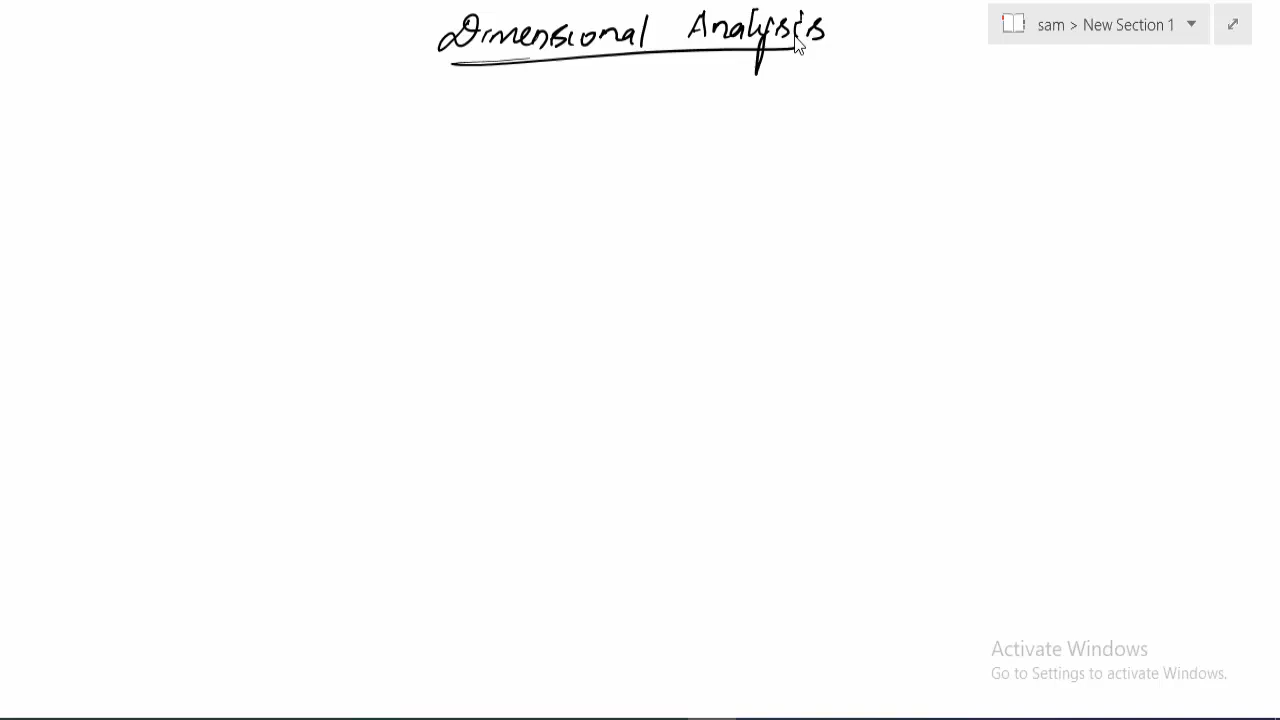 Dimensional Analysis
sam > New Section 1
Activate Windows
Go to Settings to activate Windows.